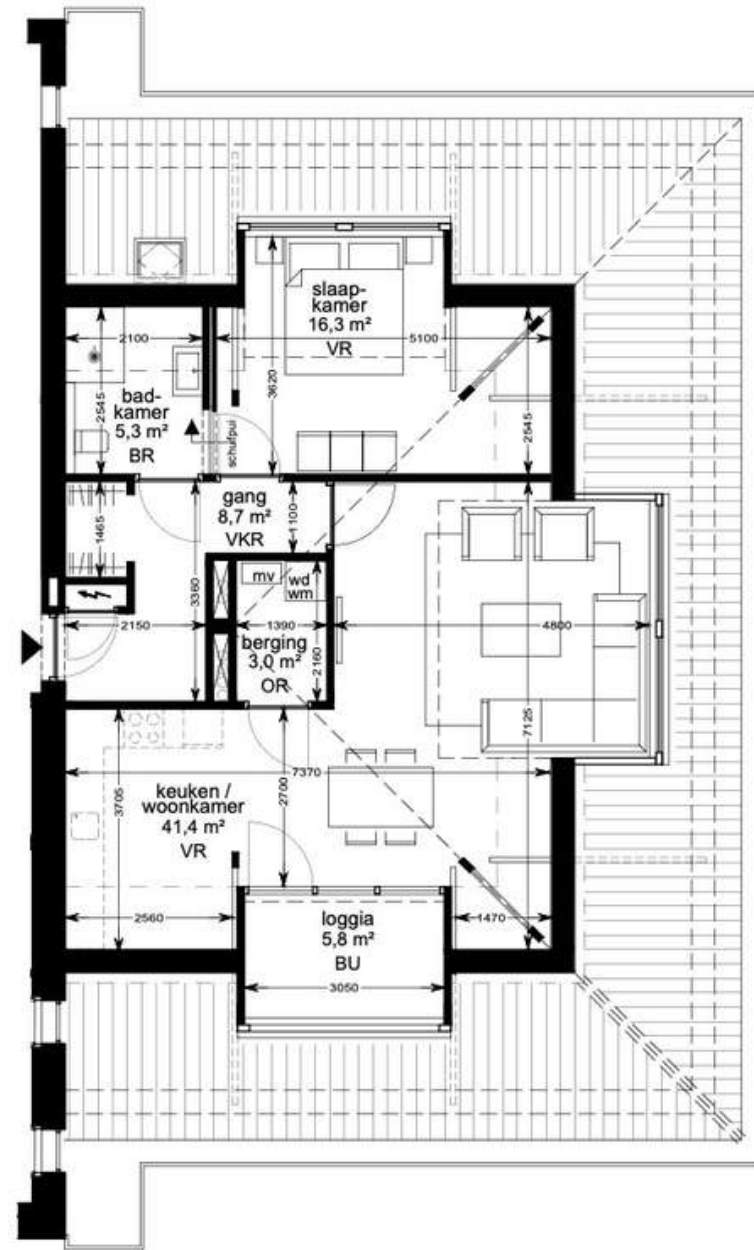 slaap-
kamer
16,3 m²
VR
2100
5100
3620
2545
2545
bad-
kamer
5,3 m²
BR
schuifpui
gang
8,7 m²
VKR
1100
1465
3360
mv
wd
wm
2150
1390
berging
3,0 m²
OR
2160
4800
7125
7370
keuken /
woonkamer
41,4 m²
VR
3705
2700
2560
loggia
5,8 m²
BU
1470
3050